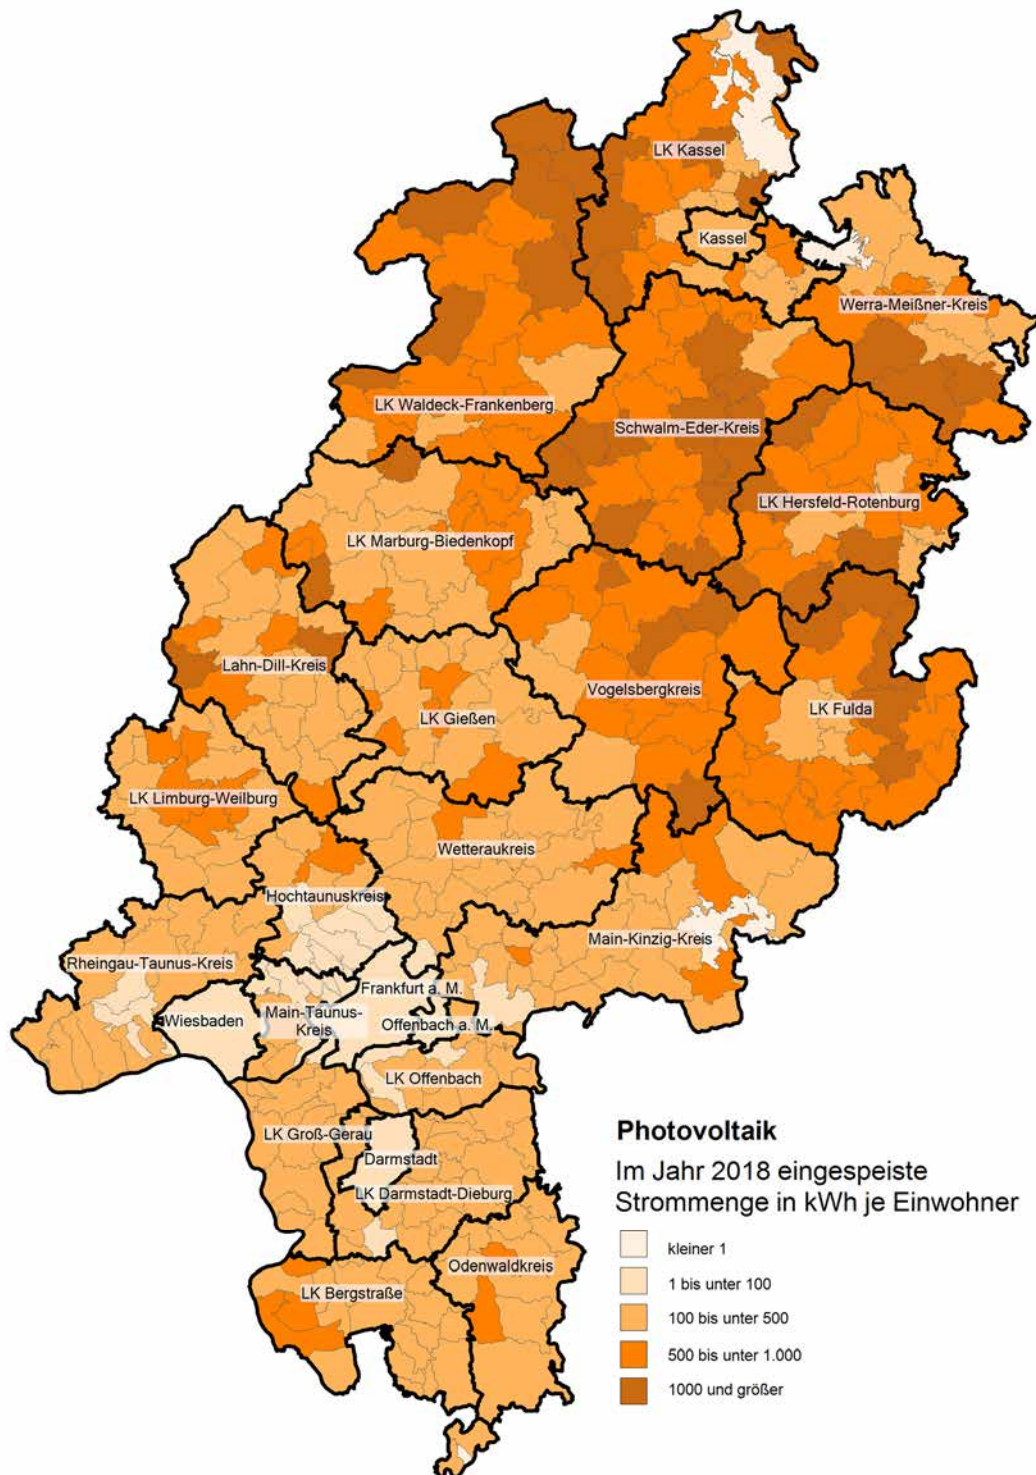 LK Kassel
Kassel
Werra-Meißner-Kreis
LK Waldeck-Frankenberg
Schwalm-Eder-Kreis
LK Hersfeld-Rotenburg
LK Marburg-Biedenkopf
Lahn-Dill-Kreis
Vogelsbergkreis
LK Gießen
LK Fulda
LK Limburg-Weilburg
Wetteraukreis
Hochtaunuskreis
Main-Kinzig-Kreis
Rheingau-Taunus-Kreis
Frankfurt a. M.
Wiesbaden
Main-Taunus-
Kreis
Offenbach a. M.
LK Offenbach
LK Groß-Gerau
Darmstadt
LK Darmstadt-Dieburg
Odenwaldkreis
LK Bergstraße
Photovoltaik
Im Jahr 2018 eingespeiste
Strommenge in kWh je Einwohner
kleiner 1
1 bis unter 100
100 bis unter 500
500 bis unter 1.000
1000 und größer